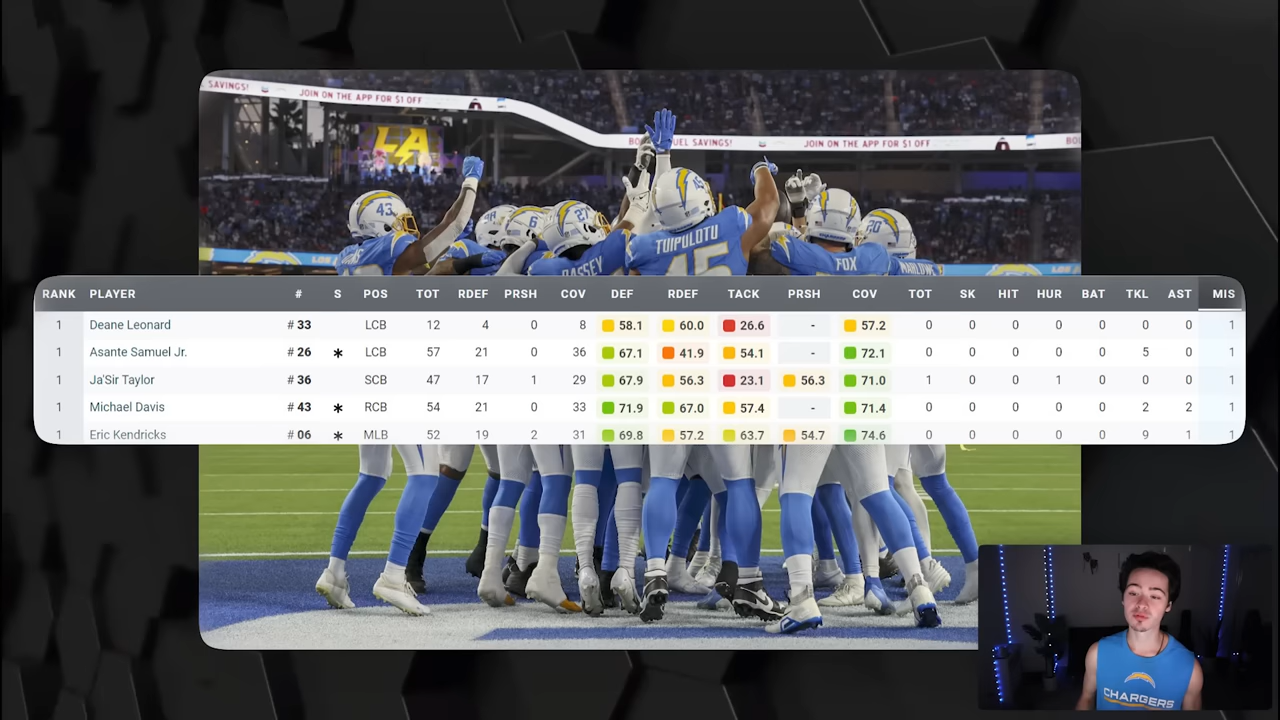 SAVINGS!
JOIN ON THE APP FOR $1 OFF
SAVINGS!
JOIN ON THE APP FOR $1 OFF
LA
43
98
6
27
45
20
TUIPULOTU
45
FOX
RANK PLAYER # S POS TOT RDEF PRSH COV DEF RDEF TACK PRSH COV TOT SK HIT HUR BAT TKL AST MIS
1 Deane Leonard # 33 LCB 12 4 0 8 58.1 60.0 26.6 - 57.2 0 0 0 0 0 0 0 1
1 Asante Samuel Jr. # 26 * LCB 57 21 0 36 67.1 41.9 54.1 - 72.1 0 0 0 0 0 5 0 1
1 Ja'Sir Taylor # 36 SCB 47 17 1 29 67.9 56.3 23.1 56.3 71.0 1 0 0 1 0 0 0 1
1 Michael Davis # 43 * RCB 54 21 0 33 71.9 67.0 57.4 - 71.4 0 0 0 0 0 2 2 1
1 Eric Kendricks # 06 * MLB 52 19 2 31 69.8 57.2 63.7 54.7 74.6 0 0 0 0 0 9 1 1
CHARGERS